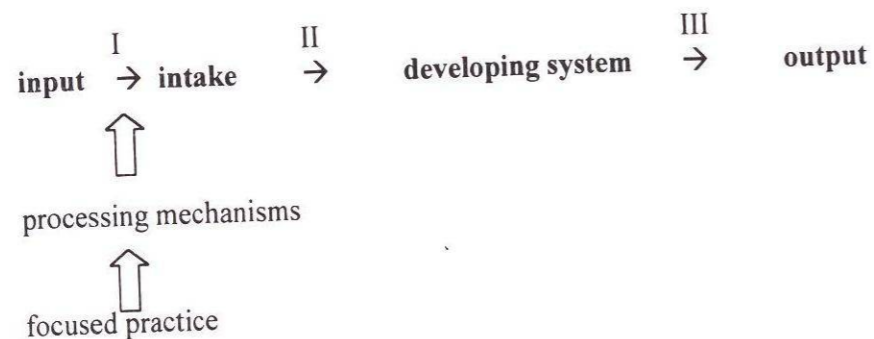 I II III
input → intake → developing system → output
processing mechanisms
focused practice